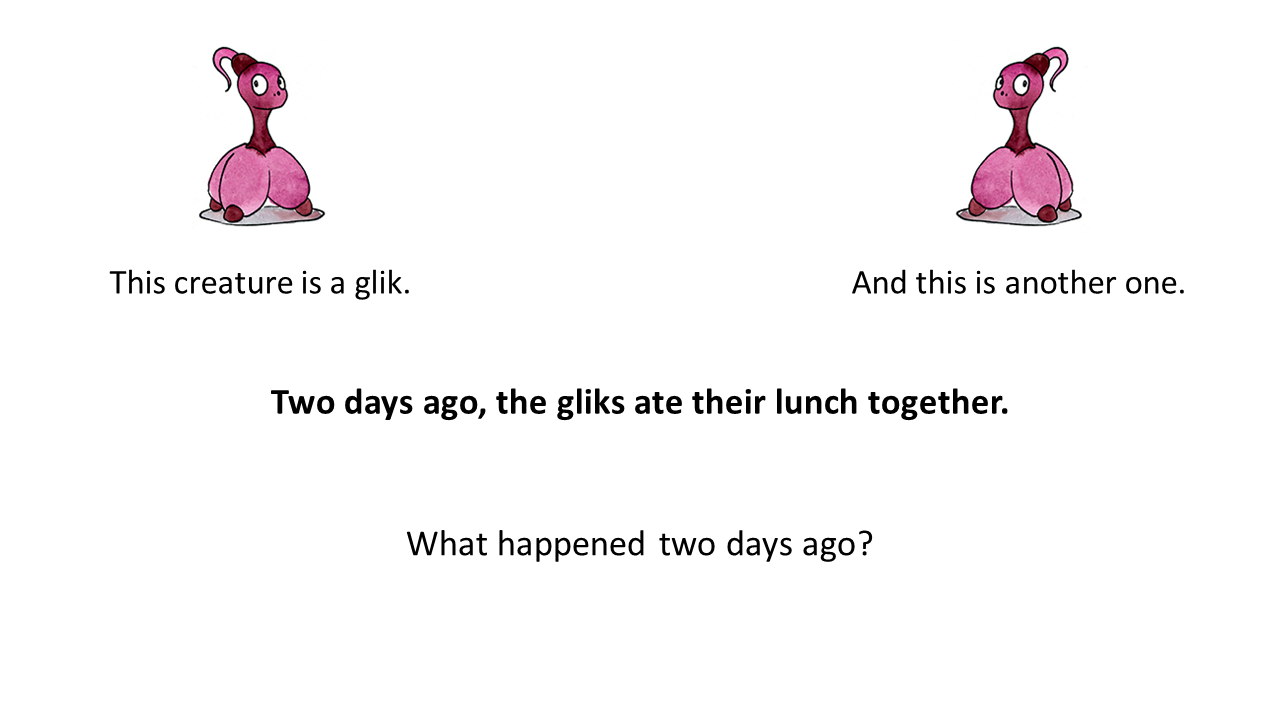 This creature is a glik.
And this is another one.
Two days ago, the gliks ate their lunch together.
What happened two days ago?